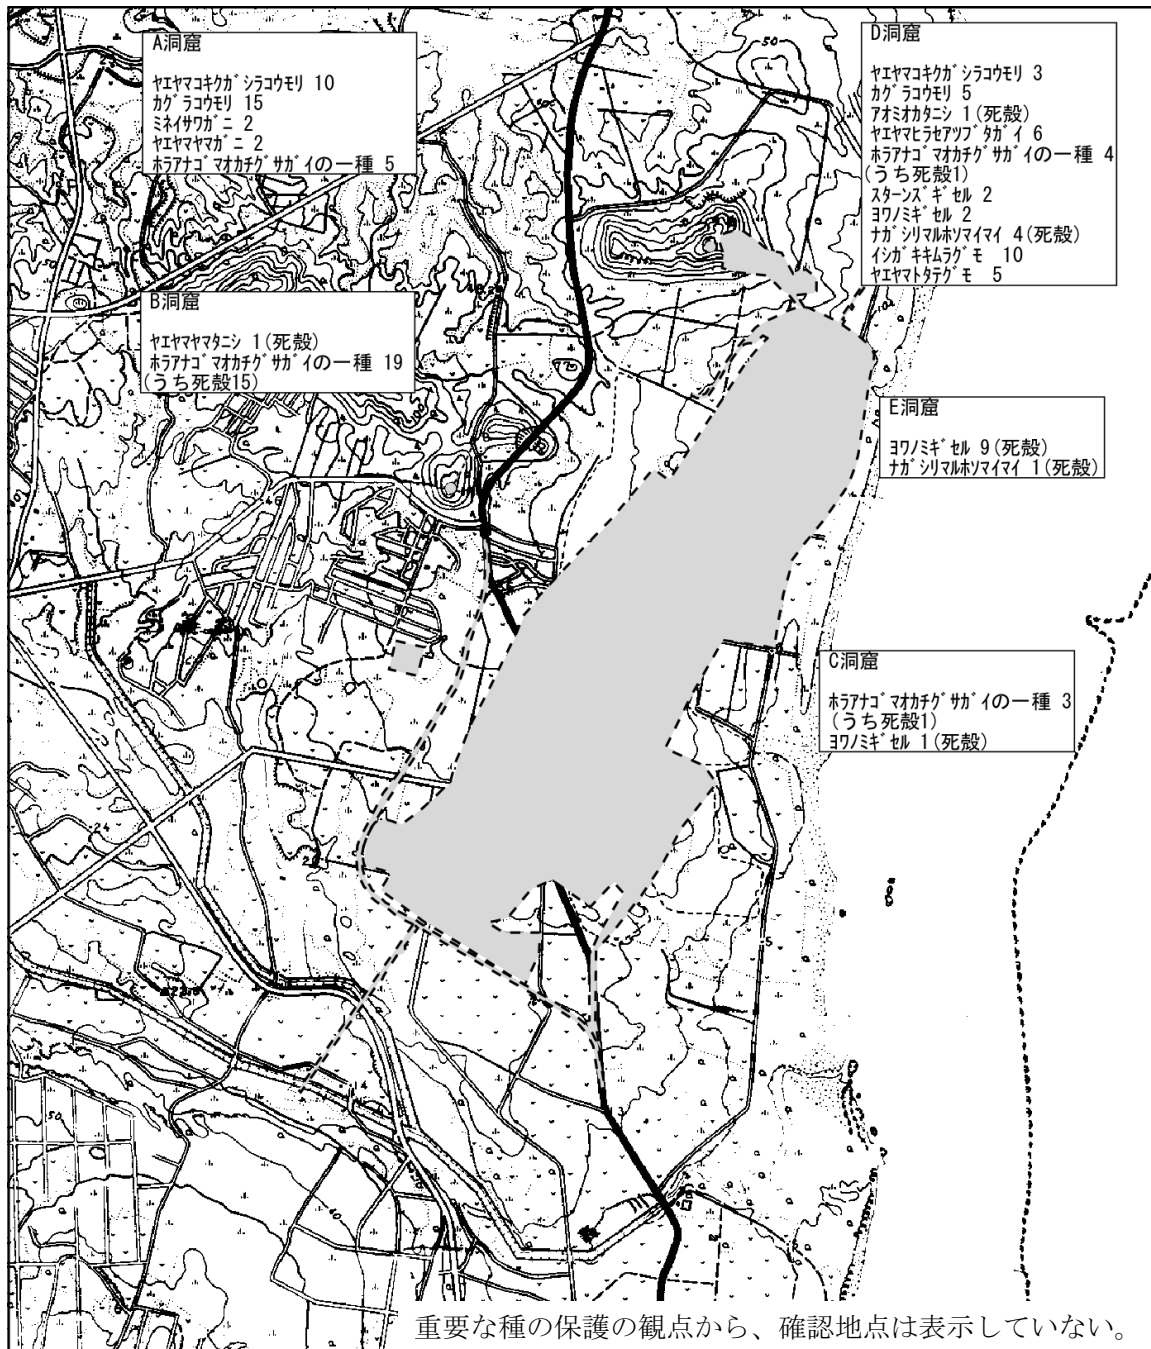 A洞窟
ヤエヤマコキクガシラコウモリ 10
カグラコウモリ 15
ミネイサワガニ 2
ヤエヤマヤマガニ 2
ホラアナゴマオカチグサガイの一種 5
B洞窟
ヤエヤマヤマタニシ 1(死殻)
ホラアナゴマオカチグサガイの一種 19
(うち死殻15)
D洞窟
ヤエヤマコキクガシラコウモリ 3
カグラコウモリ 5
アオミオカタニシ 1(死殻)
ヤエヤマヒラセアツブタガイ 6
ホラアナゴマオカチグサガイの一種 4
(うち死殻1)
スターンズギセル 2
ヨワノミギセル 2
ナガシリマルホソマイマイ 4(死殻)
イシガキキムラグモ 10
ヤエヤマトタテグモ 5
E洞窟
ヨワノミギセル 9(死殻)
ナガシリマルホソマイマイ 1(死殻)
C洞窟
ホラアナゴマオカチグサガイの一種 3
(うち死殻1)
ヨワノミギセル 1(死殻)
50
24
50
60
重要な種の保護の観点から、確認地点は表示していない。